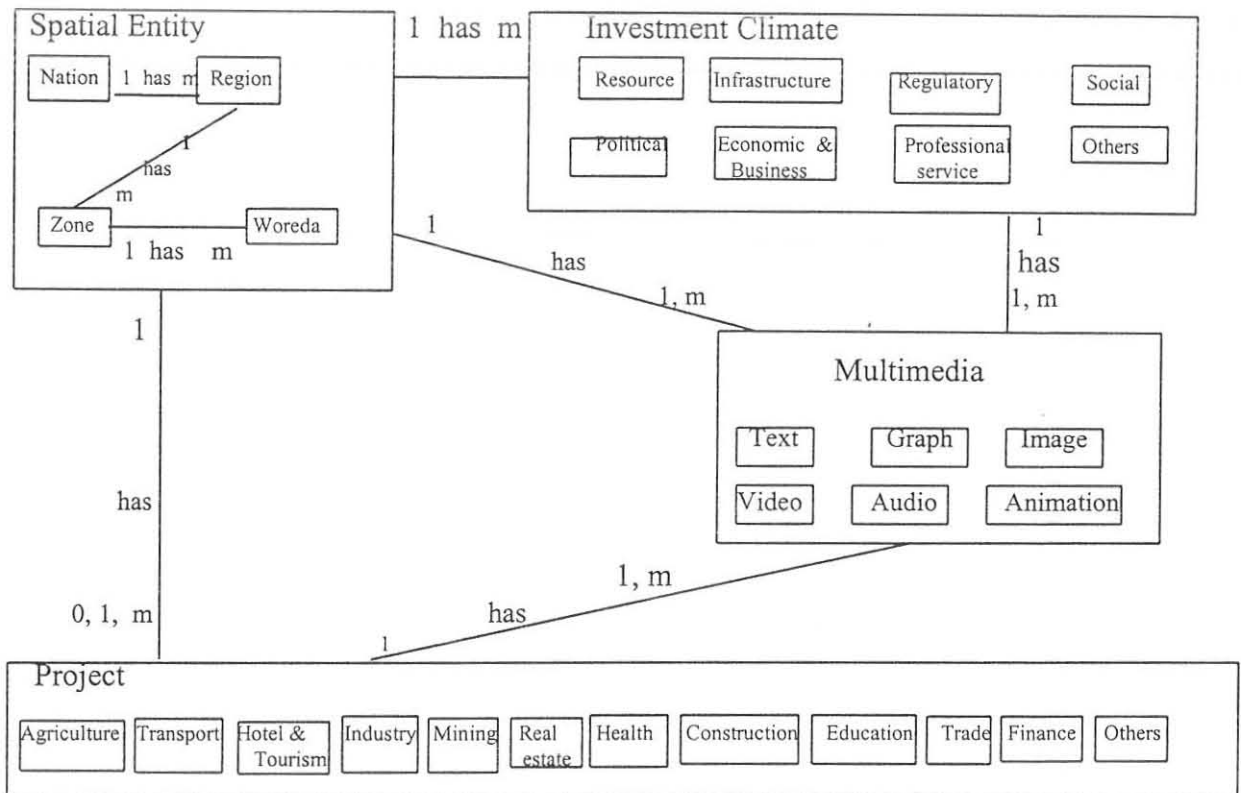 Spatial Entity
1 has m
Investment Climate
Nation
1 has m
Region
1
has
m
Zone
1 has m
Woreda
Resource
Infrastructure
Regulatory
Social
Political
Economic &
Business
Professional
service
Others
1
has
1, m
1
has
1, m
Multimedia
Text
Graph
Image
Video
Audio
Animation
1
has
0, 1, m
1, m
has
1
Project
Agriculture
Transport
Hotel &
Tourism
Industry
Mining
Real
estate
Health
Construction
Education
Trade
Finance
Others